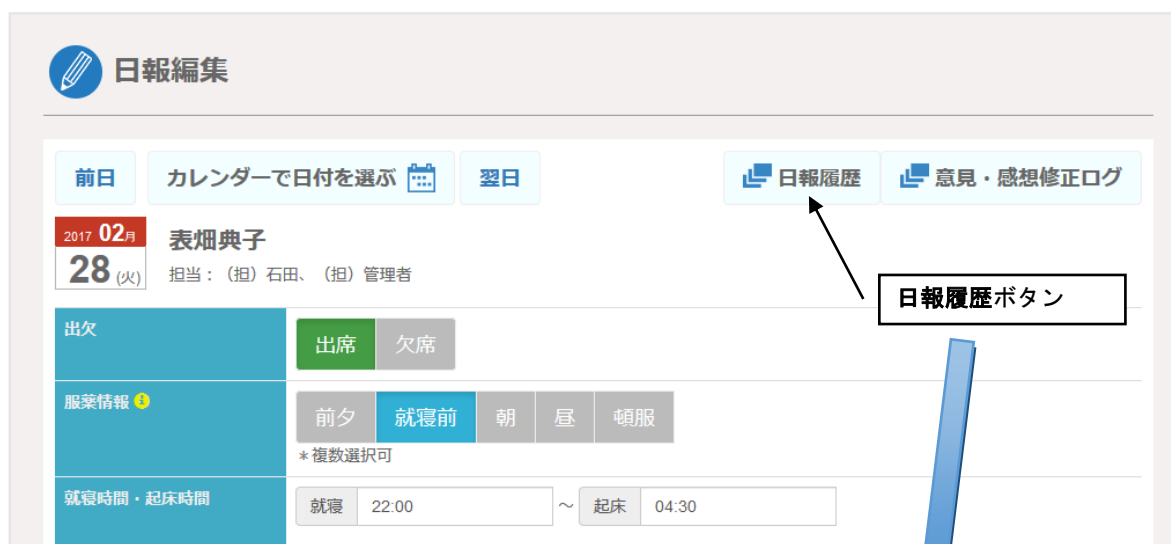 日報編集
前日 カレンダーで日付を選ぶ 翌日 日報履歴 意見・感想修正ログ
2017 02月
28 (火)
表畑典子
担当：（担）石田、（担）管理者
日報履歴ボタン
出欠 出席 欠席
服薬情報 前夕 就寝前 朝 昼 頓服
＊複数選択可
就寝時間・起床時間 就寝 22:00 ～ 起床 04:30